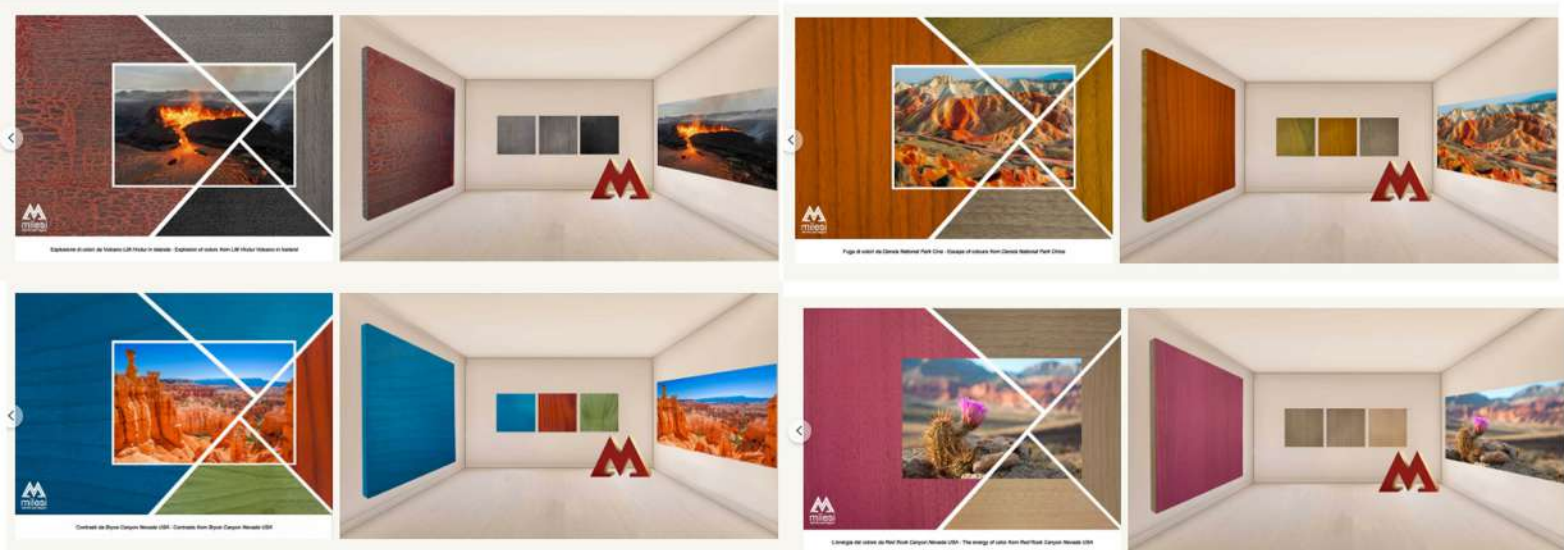 milesi
Esplosione di colori da Vulcano Litli Hrutur in Islanda - Explosion of colors from Litli Hrutur Volcano in Iceland
milesi
Fuga di colori da Danxia National Park Cina - Escape of colours from Danxia National Park China
milesi
Contrasti da Bryce Canyon Nevada USA - Contrasts from Bryce Canyon Nevada USA
milesi
L'energia del colore da Red Rock Canyon Nevada USA - The energy of color from Red Rock Canyon Nevada USA